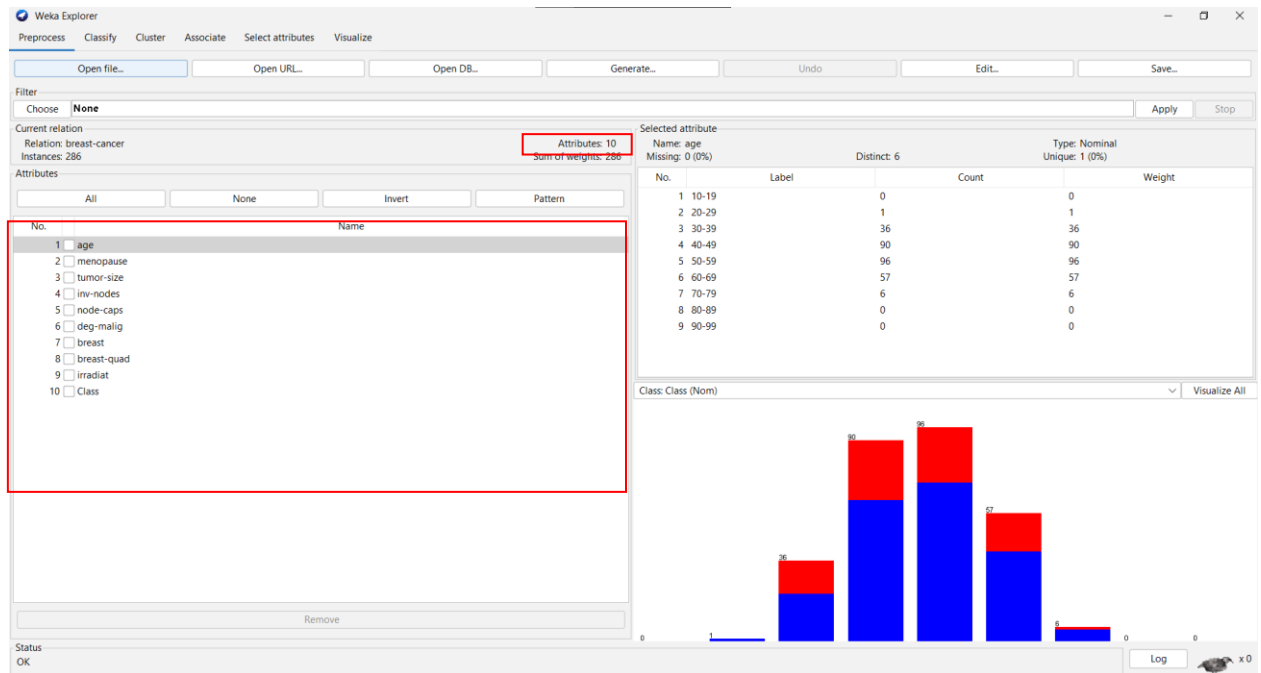 Weka Explorer
Preprocess Classify Cluster Associate Select attributes Visualize
Open file... Open URL... Open DB... Generate... Undo Edit... Save...
Filter
Choose None Apply Stop
Current relation
Relation: breast-cancer Attributes: 10
Instances: 286 Sum of weights: 286
Attributes
All None Invert Pattern
No. Name
1 age
2 menopause
3 tumor-size
4 inv-nodes
5 node-caps
6 deg-malig
7 breast
8 breast-quad
9 irradiat
10 Class
Remove
Selected attribute
Name: age Type: Nominal
Missing: 0 (0%) Distinct: 6 Unique: 1 (0%)
No. Label Count Weight
1 10-19 0 0
2 20-29 1 1
3 30-39 36 36
4 40-49 90 90
5 50-59 96 96
6 60-69 57 57
7 70-79 6 6
8 80-89 0 0
9 90-99 0 0
Class: Class (Nom) Visualize All
0 1 36 90 96 57 6 0 0
Status
OK Log x 0